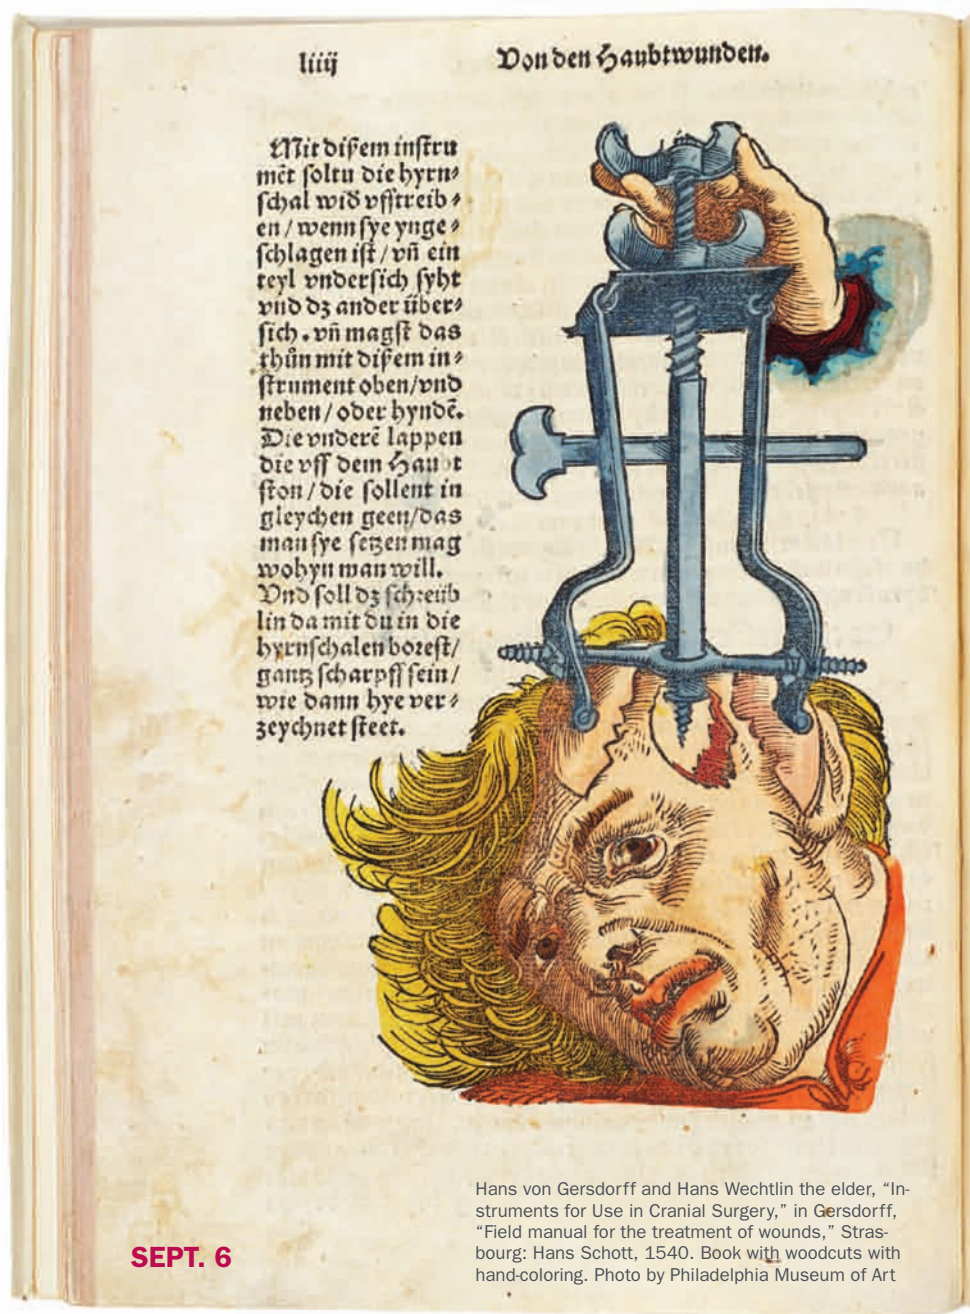 liiij
Von den Haubtwunden.
Mit disem instru
mēt soltu die hyrn⸗
schal wið vfftreib⸗
en / wenn sye ynge⸗
schlagen ist / vñ ein
teyl vndersich syht
vnd dz ander über⸗
sich. vñ magst das
thůn mit disem in⸗
strument oben/vnd
neben / oder hyndē.
Die vnderē lappen
die vff dem Haubt
ston / die sollent in
gleychen geen/das
man sye setzen mag
wohyn man will.
Vnd soll dz schreüb
lin da mit du in die
hyrnschalen borest/
gantz scharpff sein/
wie dann hye ver⸗
zeychnet steet.
Hans von Gersdorff and Hans Wechtlin the elder, “In-
struments for Use in Cranial Surgery,” in Gersdorff,
“Field manual for the treatment of wounds,” Stras-
bourg: Hans Schott, 1540. Book with woodcuts with
hand-coloring. Photo by Philadelphia Museum of Art
SEPT. 6